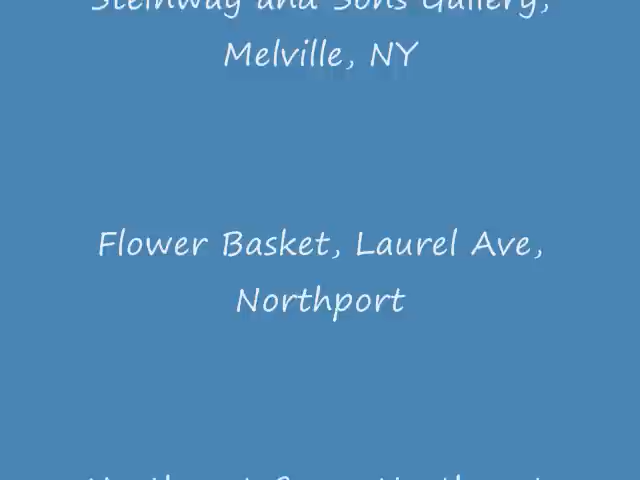 Steinway and Sons Gallery,
Melville, NY
Flower Basket, Laurel Ave,
Northport